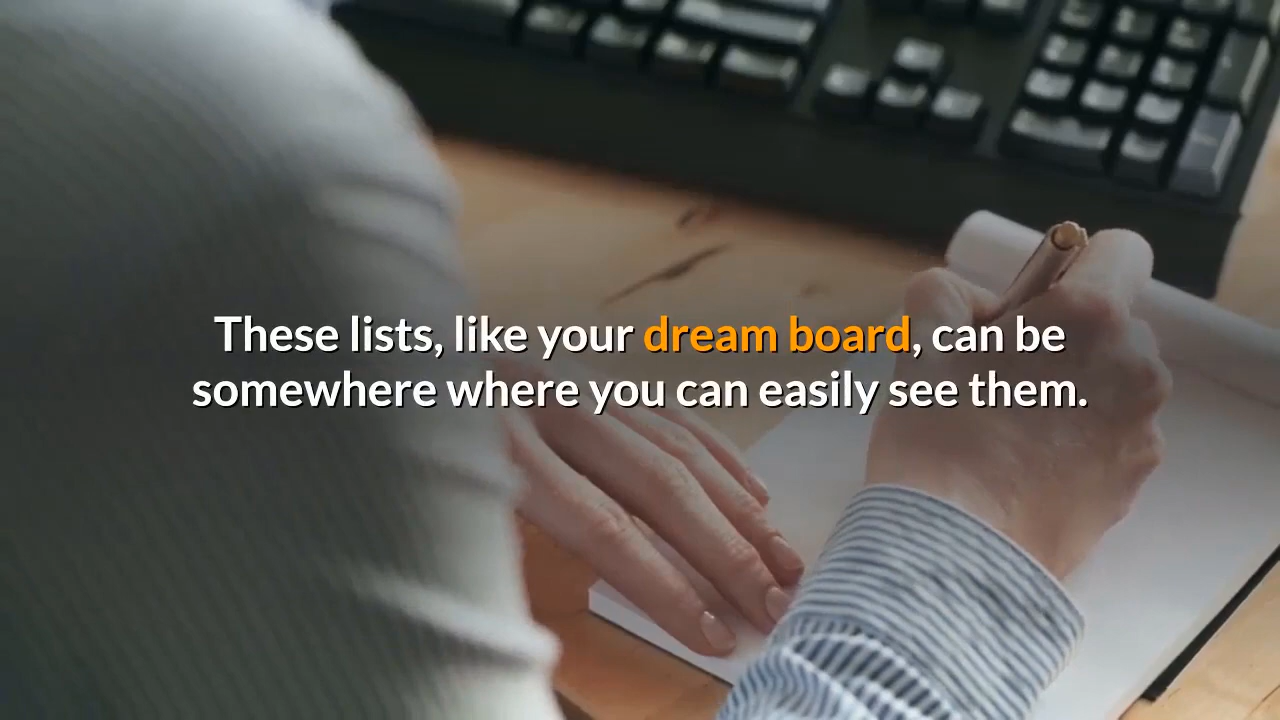 These lists, like your dream board, can be
somewhere where you can easily see them.